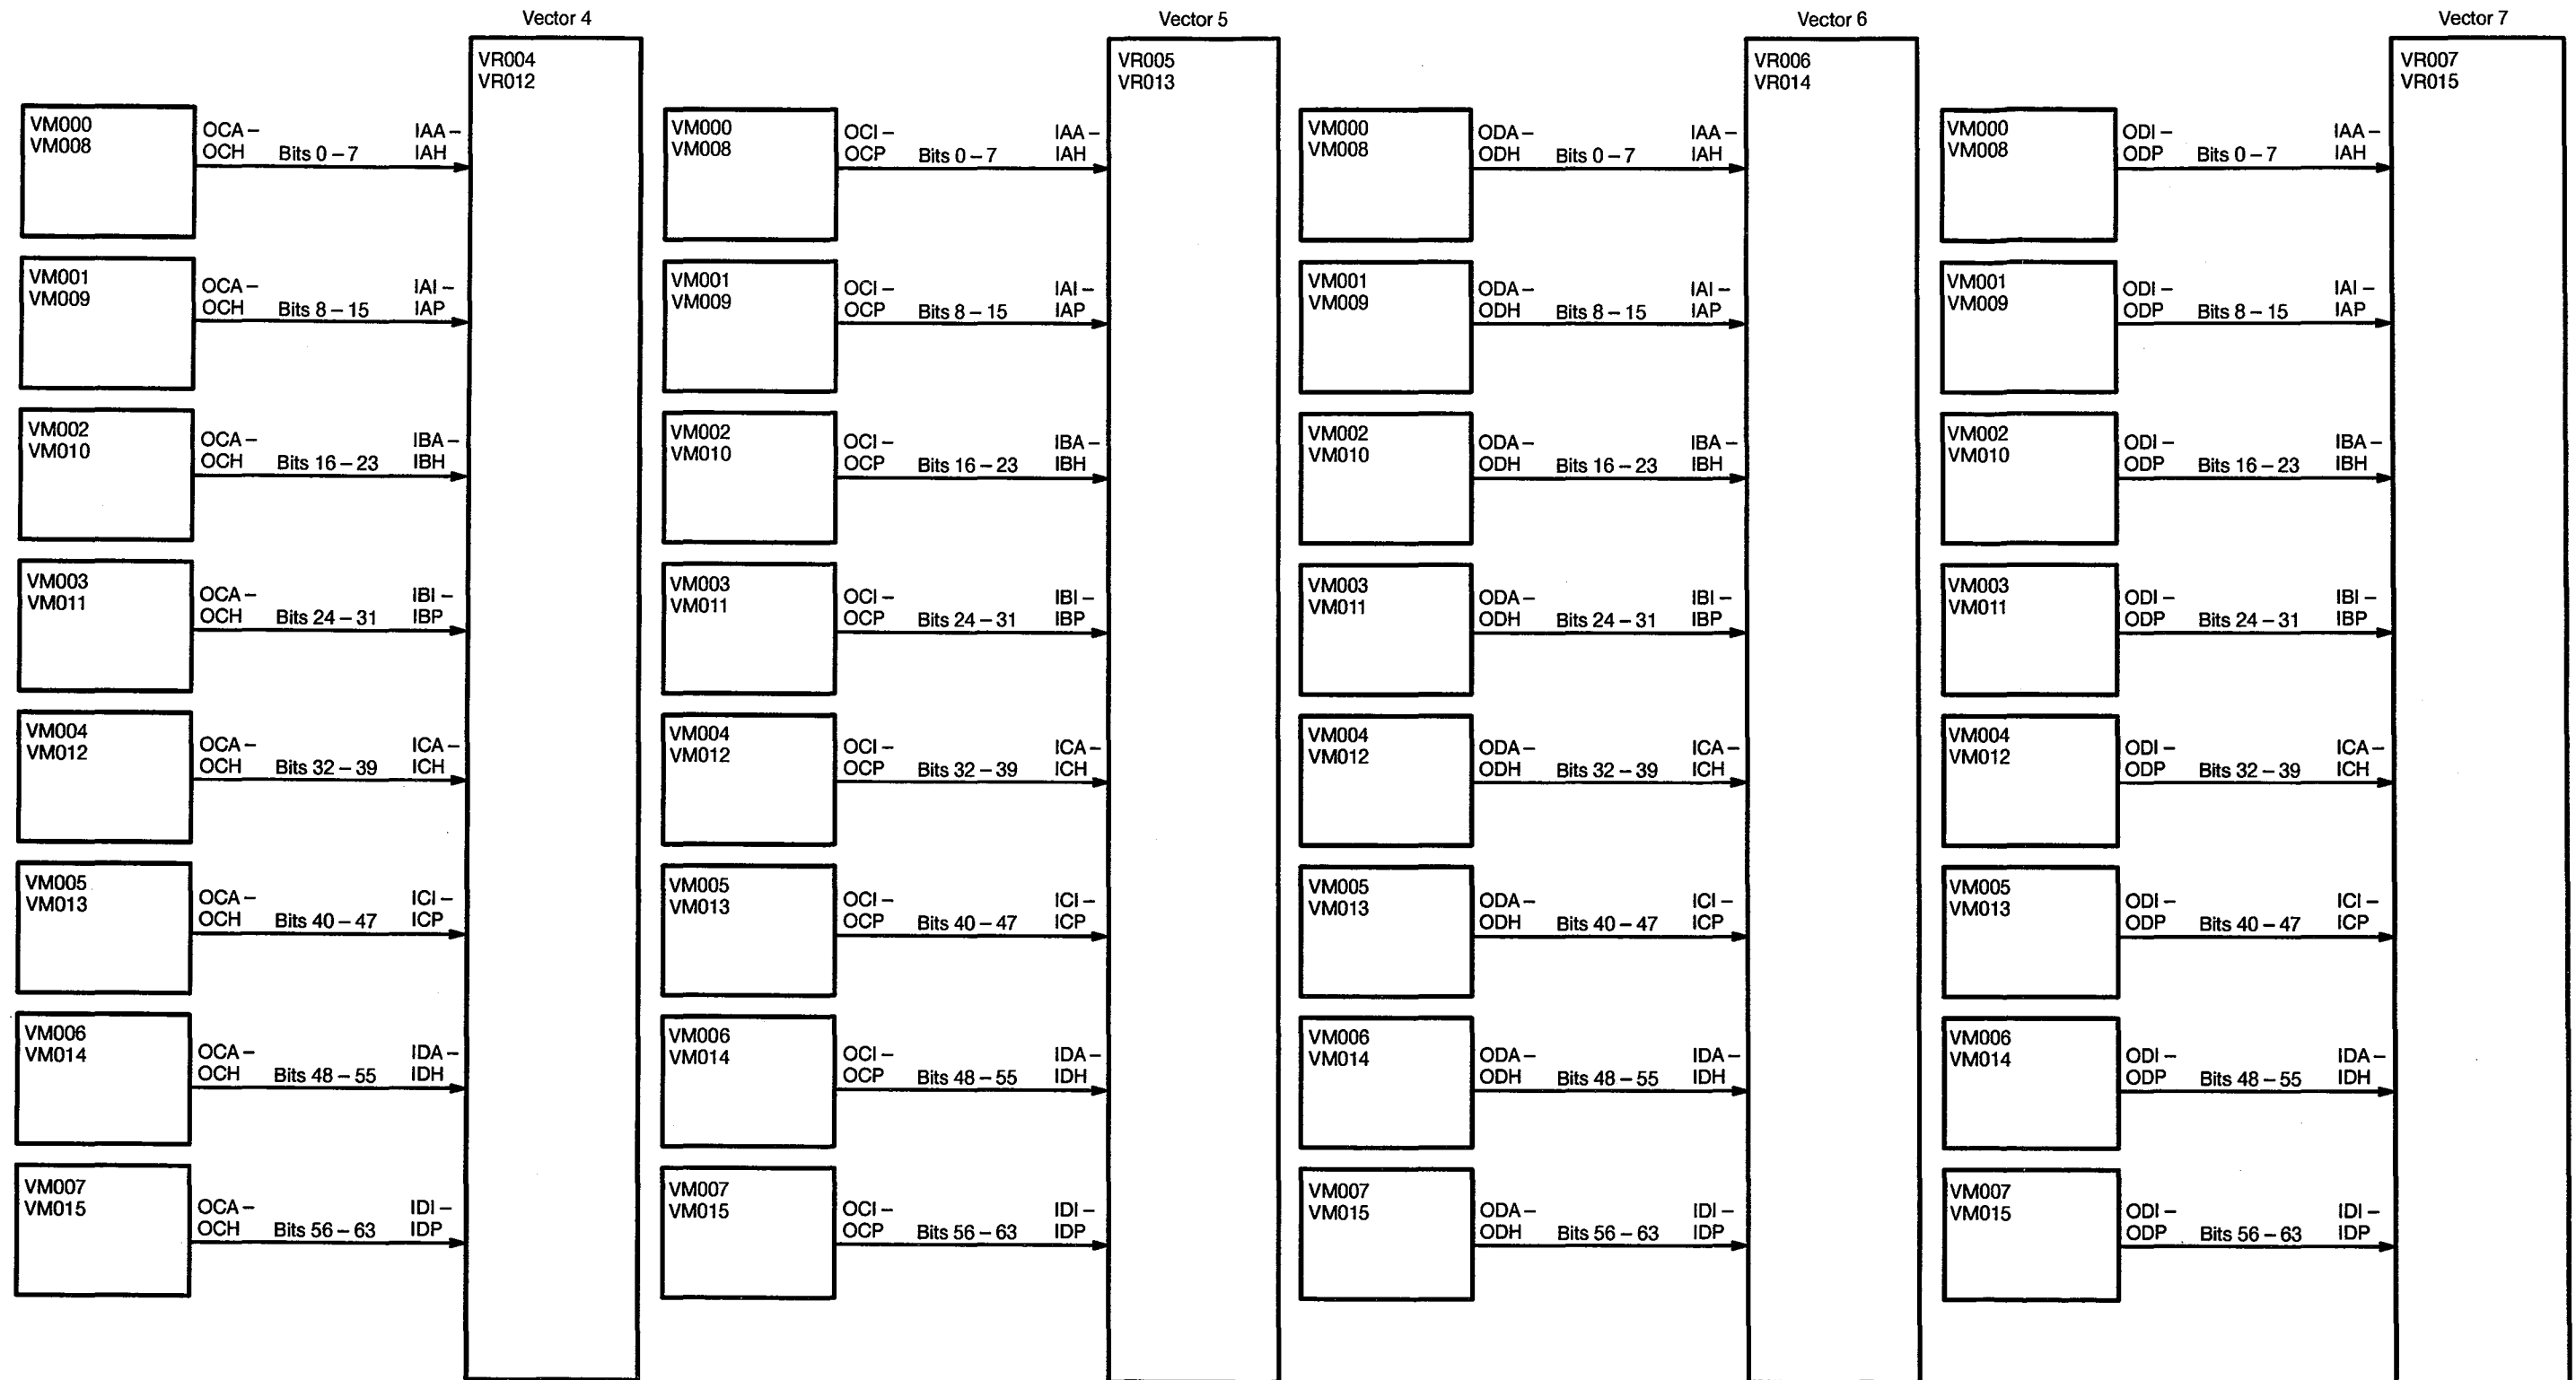 Vector 4
VR004
VR012
VM000
VM008
OCA –
OCH
Bits 0 – 7
IAA –
IAH
VM001
VM009
OCA –
OCH
Bits 8 – 15
IAI –
IAP
VM002
VM010
OCA –
OCH
Bits 16 – 23
IBA –
IBH
VM003
VM011
OCA –
OCH
Bits 24 – 31
IBI –
IBP
VM004
VM012
OCA –
OCH
Bits 32 – 39
ICA –
ICH
VM005
VM013
OCA –
OCH
Bits 40 – 47
ICI –
ICP
VM006
VM014
OCA –
OCH
Bits 48 – 55
IDA –
IDH
VM007
VM015
OCA –
OCH
Bits 56 – 63
IDI –
IDP
Vector 5
VR005
VR013
VM000
VM008
OCI –
OCP
Bits 0 – 7
IAA –
IAH
VM001
VM009
OCI –
OCP
Bits 8 – 15
IAI –
IAP
VM002
VM010
OCI –
OCP
Bits 16 – 23
IBA –
IBH
VM003
VM011
OCI –
OCP
Bits 24 – 31
IBI –
IBP
VM004
VM012
OCI –
OCP
Bits 32 – 39
ICA –
ICH
VM005
VM013
OCI –
OCP
Bits 40 – 47
ICI –
ICP
VM006
VM014
OCI –
OCP
Bits 48 – 55
IDA –
IDH
VM007
VM015
OCI –
OCP
Bits 56 – 63
IDI –
IDP
Vector 6
VR006
VR014
VM000
VM008
ODA –
ODH
Bits 0 – 7
IAA –
IAH
VM001
VM009
ODA –
ODH
Bits 8 – 15
IAI –
IAP
VM002
VM010
ODA –
ODH
Bits 16 – 23
IBA –
IBH
VM003
VM011
ODA –
ODH
Bits 24 – 31
IBI –
IBP
VM004
VM012
ODA –
ODH
Bits 32 – 39
ICA –
ICH
VM005
VM013
ODA –
ODH
Bits 40 – 47
ICI –
ICP
VM006
VM014
ODA –
ODH
Bits 48 – 55
IDA –
IDH
VM007
VM015
ODA –
ODH
Bits 56 – 63
IDI –
IDP
Vector 7
VR007
VR015
VM000
VM008
ODI –
ODP
Bits 0 – 7
IAA –
IAH
VM001
VM009
ODI –
ODP
Bits 8 – 15
IAI –
IAP
VM002
VM010
ODI –
ODP
Bits 16 – 23
IBA –
IBH
VM003
VM011
ODI –
ODP
Bits 24 – 31
IBI –
IBP
VM004
VM012
ODI –
ODP
Bits 32 – 39
ICA –
ICH
VM005
VM013
ODI –
ODP
Bits 40 – 47
ICI –
ICP
VM006
VM014
ODI –
ODP
Bits 48 – 55
IDA –
IDH
VM007
VM015
ODI –
ODP
Bits 56 – 63
IDI –
IDP